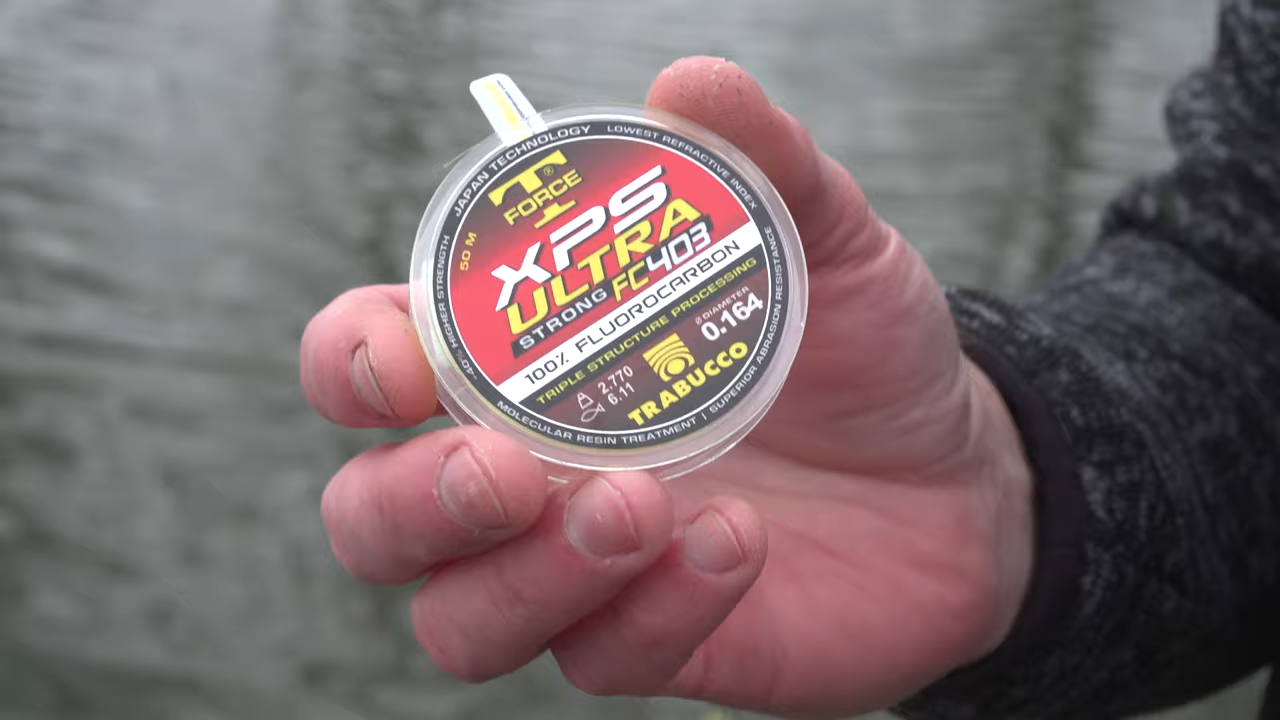 JAPAN TECHNOLOGY
LOWEST REFRACTIVE INDEX
T®
FORCE
50 M
XPS
ULTRA
STRONG FC403
100% FLUOROCARBON
TRIPLE STRUCTURE PROCESSING
Ø DIAMETER
0.164
2.770
6.11
TRABUCCO
~40% HIGHER STRENGTH
MOLECULAR RESIN TREATMENT | SUPERIOR ABRASION RESISTANCE